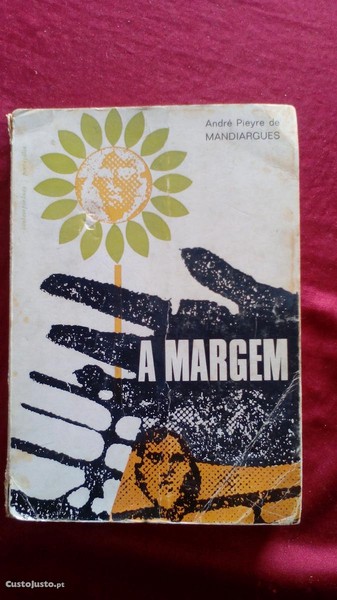 André Pieyre de
MANDIARGUES
A MARGEM
CustoJusto.pt